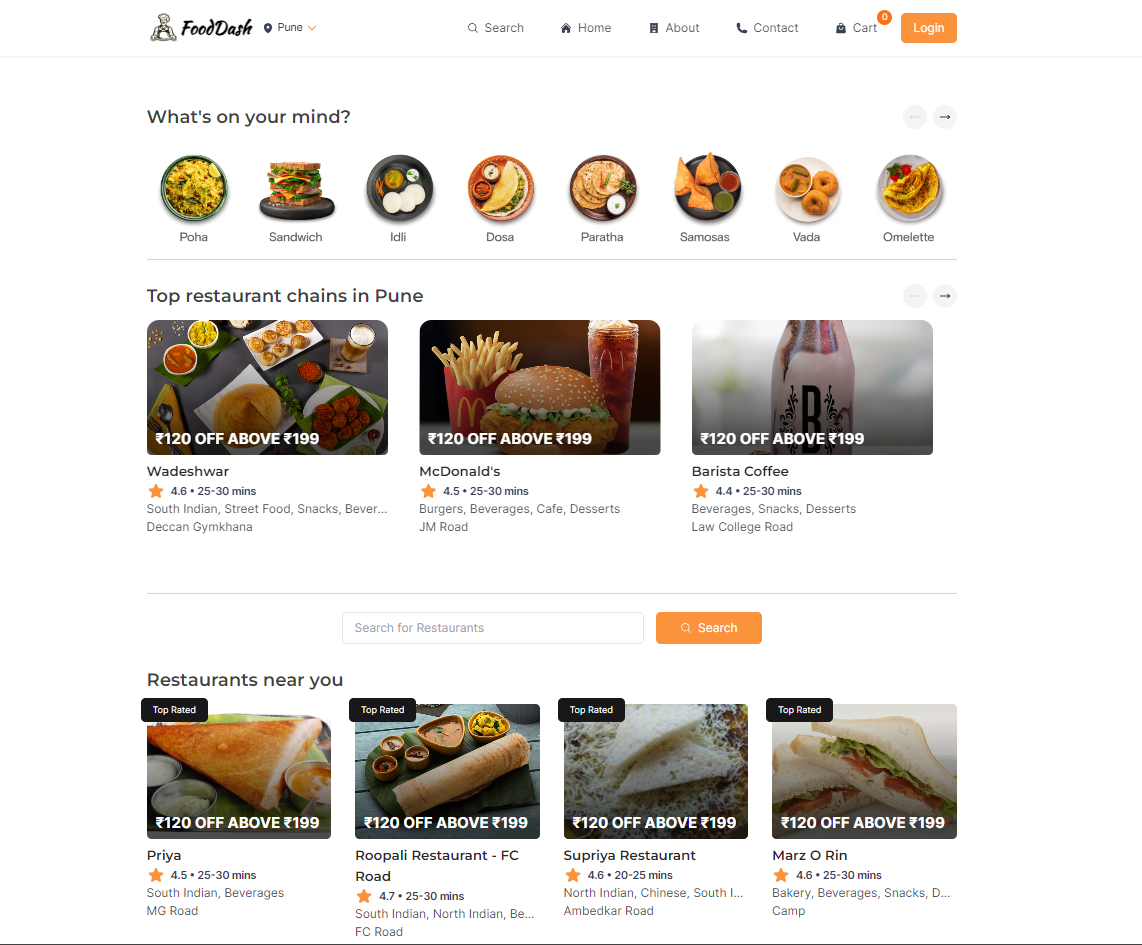 FoodDash
Pune
Search
Home
About
Contact
Cart
0
Login
What's on your mind?
Poha
Sandwich
Idli
Dosa
Paratha
Samosas
Vada
Omelette
Top restaurant chains in Pune
₹120 OFF ABOVE ₹199
₹120 OFF ABOVE ₹199
B
₹120 OFF ABOVE ₹199
Wadeshwar
4.6 • 25-30 mins
South Indian, Street Food, Snacks, Bever...
Deccan Gymkhana
McDonald's
4.5 • 25-30 mins
Burgers, Beverages, Cafe, Desserts
JM Road
Barista Coffee
4.4 • 25-30 mins
Beverages, Snacks, Desserts
Law College Road
Search for Restaurants
Search
Restaurants near you
Top Rated
₹120 OFF ABOVE ₹199
Priya
4.5 • 25-30 mins
South Indian, Beverages
MG Road
Top Rated
₹120 OFF ABOVE ₹199
Roopali Restaurant - FC
Road
4.7 • 25-30 mins
South Indian, North Indian, Be...
FC Road
Top Rated
₹120 OFF ABOVE ₹199
Supriya Restaurant
4.6 • 20-25 mins
North Indian, Chinese, South I...
Ambedkar Road
Top Rated
₹120 OFF ABOVE ₹199
Marz O Rin
4.6 • 25-30 mins
Bakery, Beverages, Snacks, D...
Camp